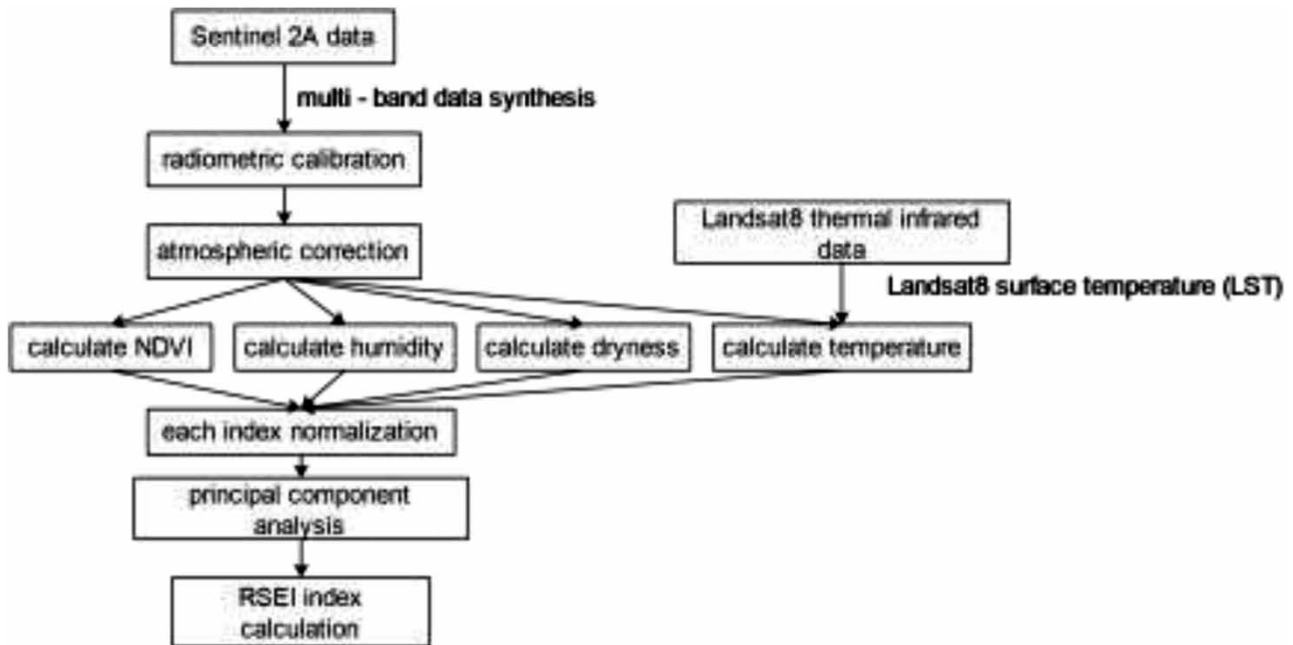 Sentinel 2A data
multi - band data synthesis
radiometric calibration
Landsat8 thermal infrared
data
atmospheric correction
Landsat8 surface temperature (LST)
calculate NDVI
calculate humidity
calculate dryness
calculate temperature
each index normalization
principal component
analysis
RSEI index
calculation